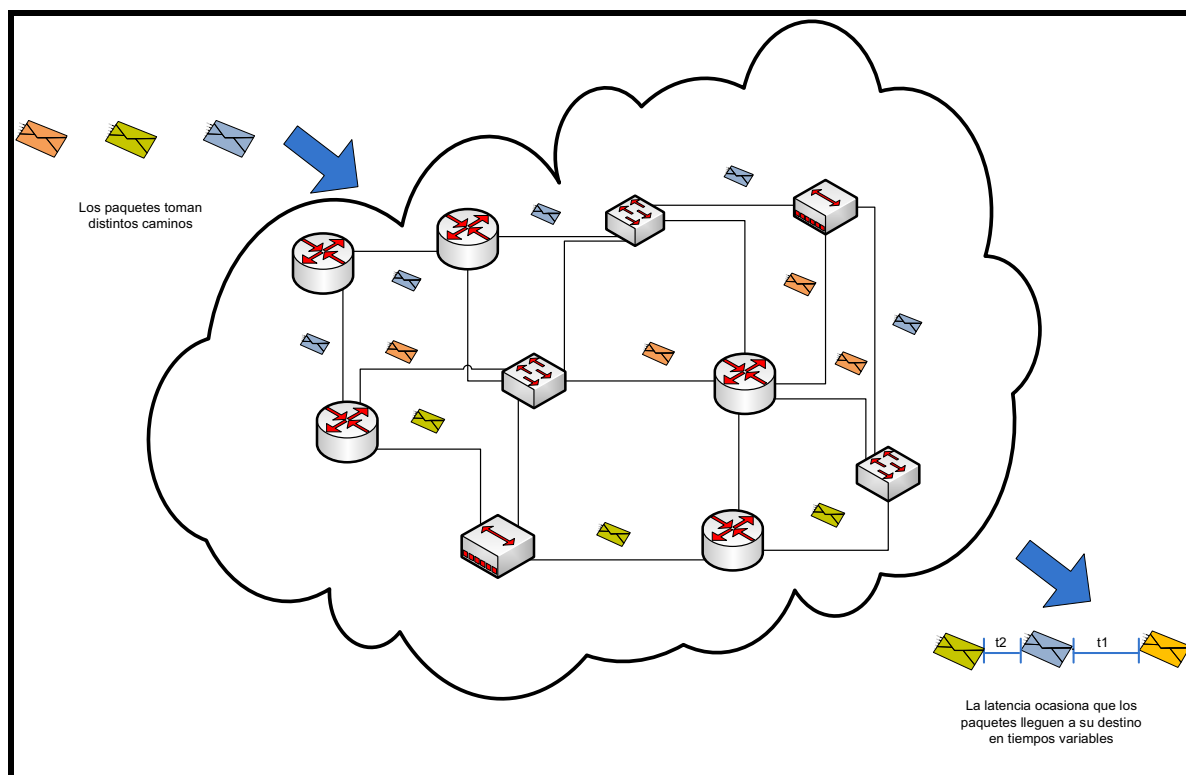 Los paquetes toman
distintos caminos
t2
t1
La latencia ocasiona que los
paquetes lleguen a su destino
en tiempos variables